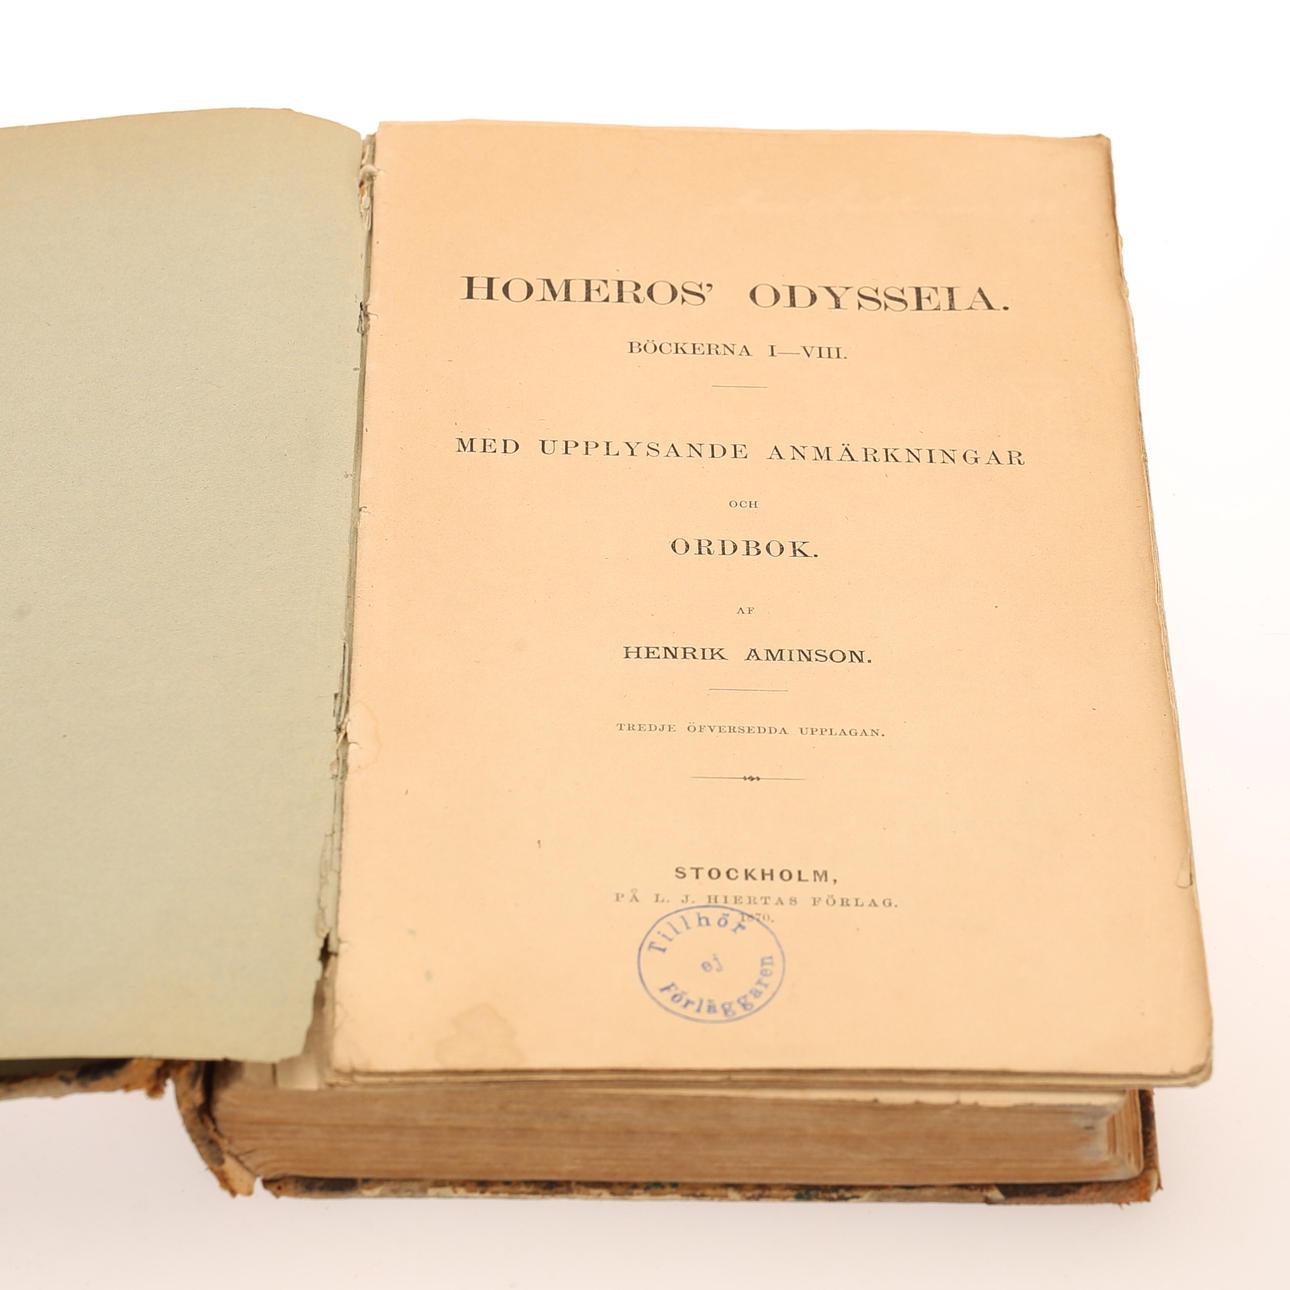 HOMEROS' ODYSSEIA.
BÖCKERNA I—VIII.
MED UPPLYSANDE ANMÄRKNINGAR
OCH
ORDBOK.
AF
HENRIK AMINSON.
TREDJE ÖFVERSEDDA UPPLAGAN.
STOCKHOLM,
PÅ L. J. HIERTAS FÖRLAG.
1870.
Tillhör
ej
Förläggaren